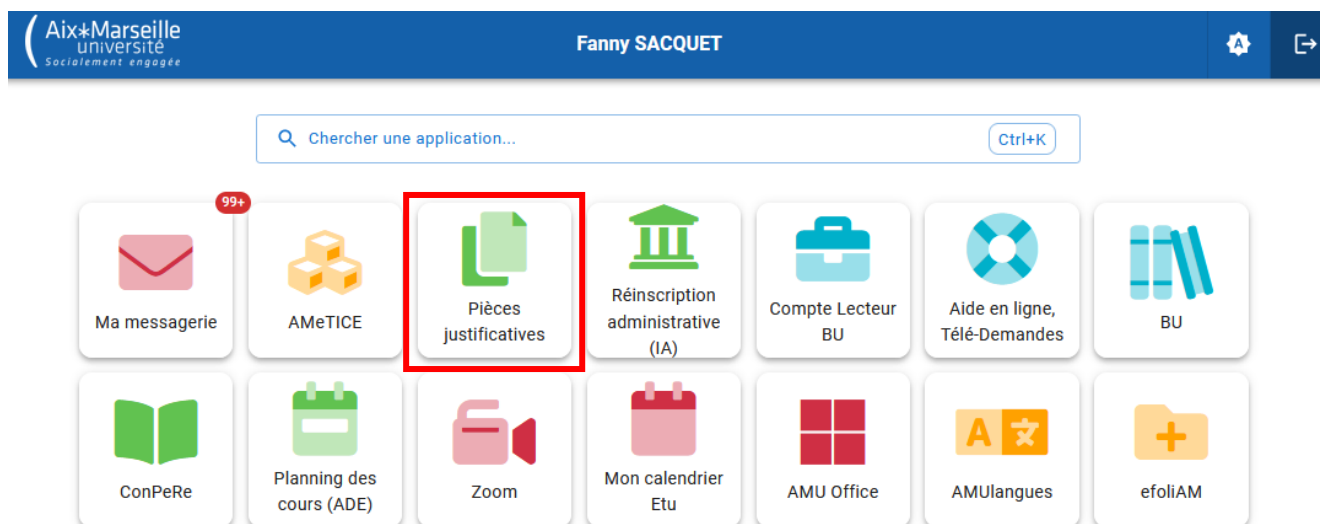 Aix*Marseille
université
Socialement engagée
Fanny SACQUET
A
Chercher une application...
Ctrl+K
99+
Ma messagerie
AMeTICE
Pièces
justificatives
Réinscription
administrative
(IA)
Compte Lecteur
BU
Aide en ligne,
Télé-Demandes
BU
ConPeRe
Planning des
cours (ADE)
Zoom
Mon calendrier
Etu
AMU Office
A 文
AMUlangues
efoliAM